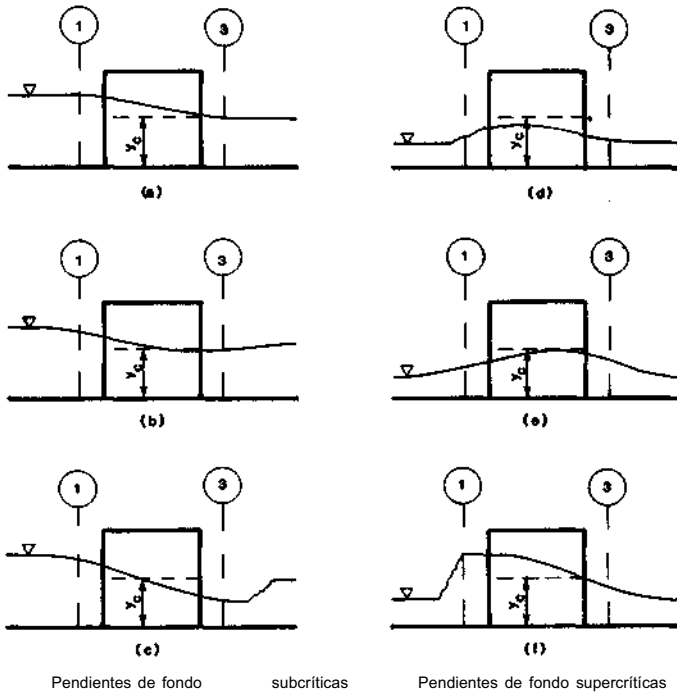 1 3 1 3
yc yc
(a) (d)
1 3 1 3
yc yc
(b) (e)
1 3 1 3
yc yc
(c) (f)
Pendientes de fondo subcríticas Pendientes de fondo supercríticas